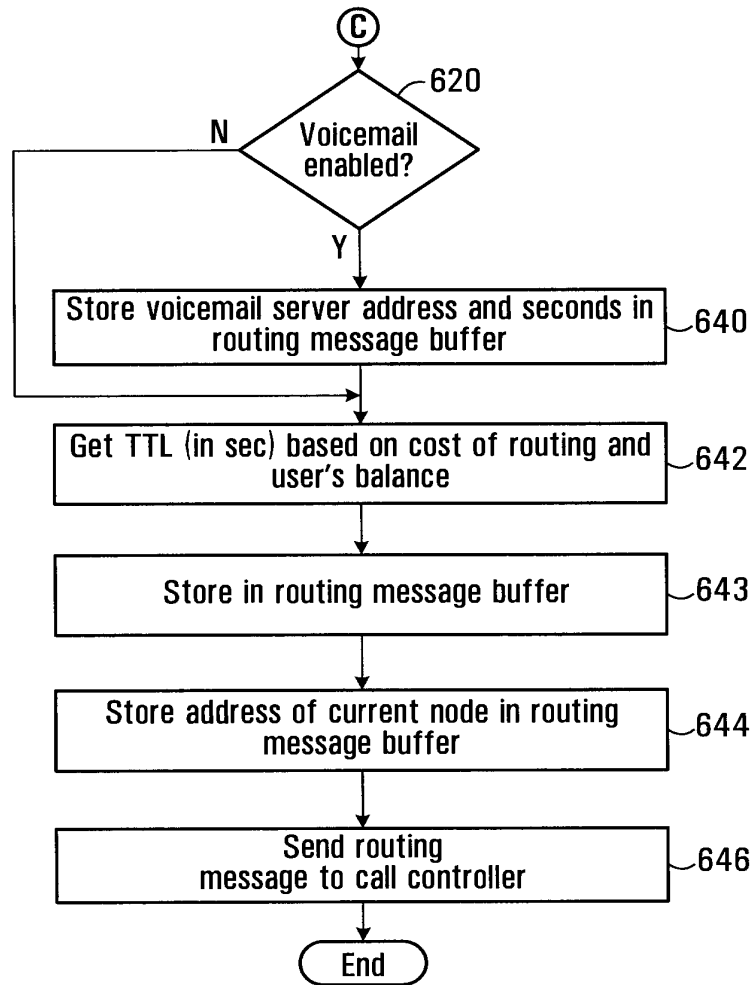 C
620
N
Voicemail
enabled?
Y
Store voicemail server address and seconds in
routing message buffer
640
Get TTL (in sec) based on cost of routing and
user's balance
642
Store in routing message buffer
643
Store address of current node in routing
message buffer
644
Send routing
message to call controller
646
End